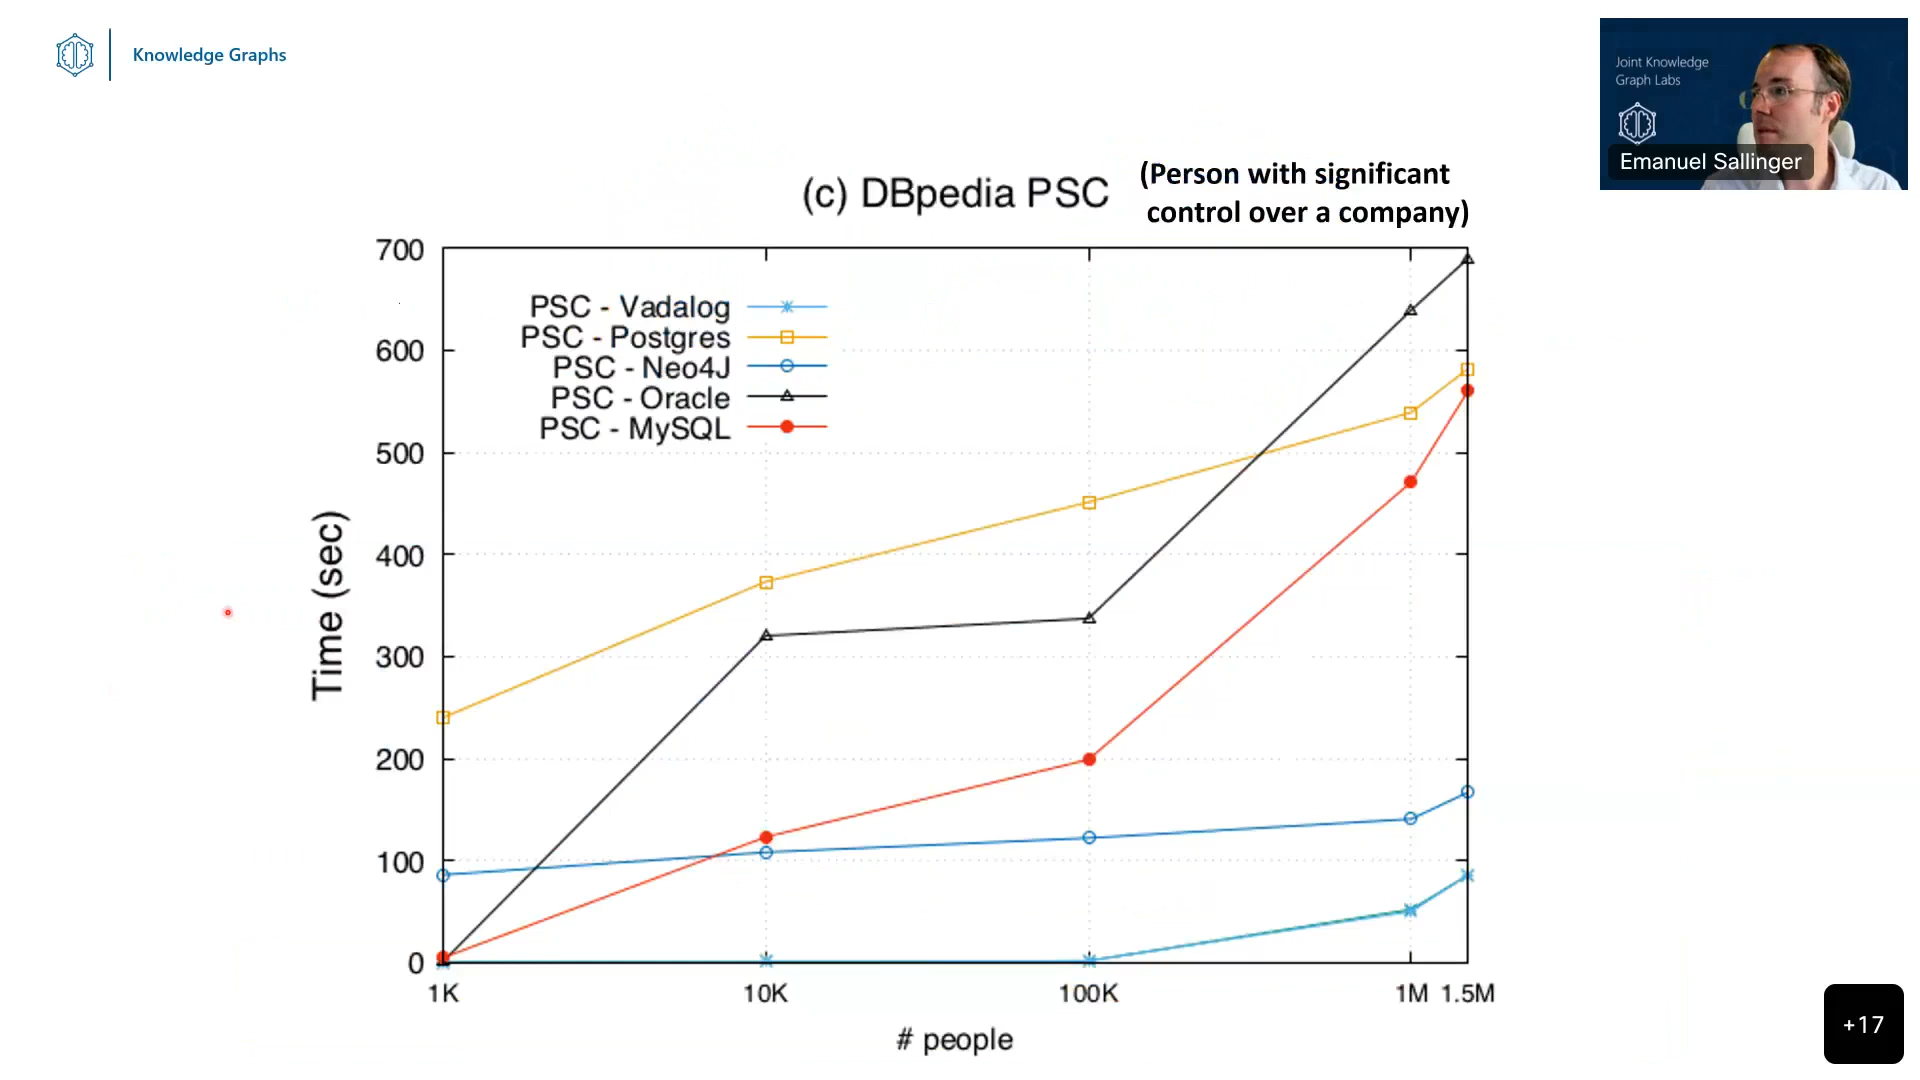 Knowledge Graphs
Joint Knowledge
Graph Labs
Emanuel Sallinger
(c) DBpedia PSC
(Person with significant
control over a company)
700
600
500
400
300
200
100
0
Time (sec)
PSC - Vadalog
PSC - Postgres
PSC - Neo4J
PSC - Oracle
PSC - MySQL
1K 10K 100K 1M 1.5M
# people
+17